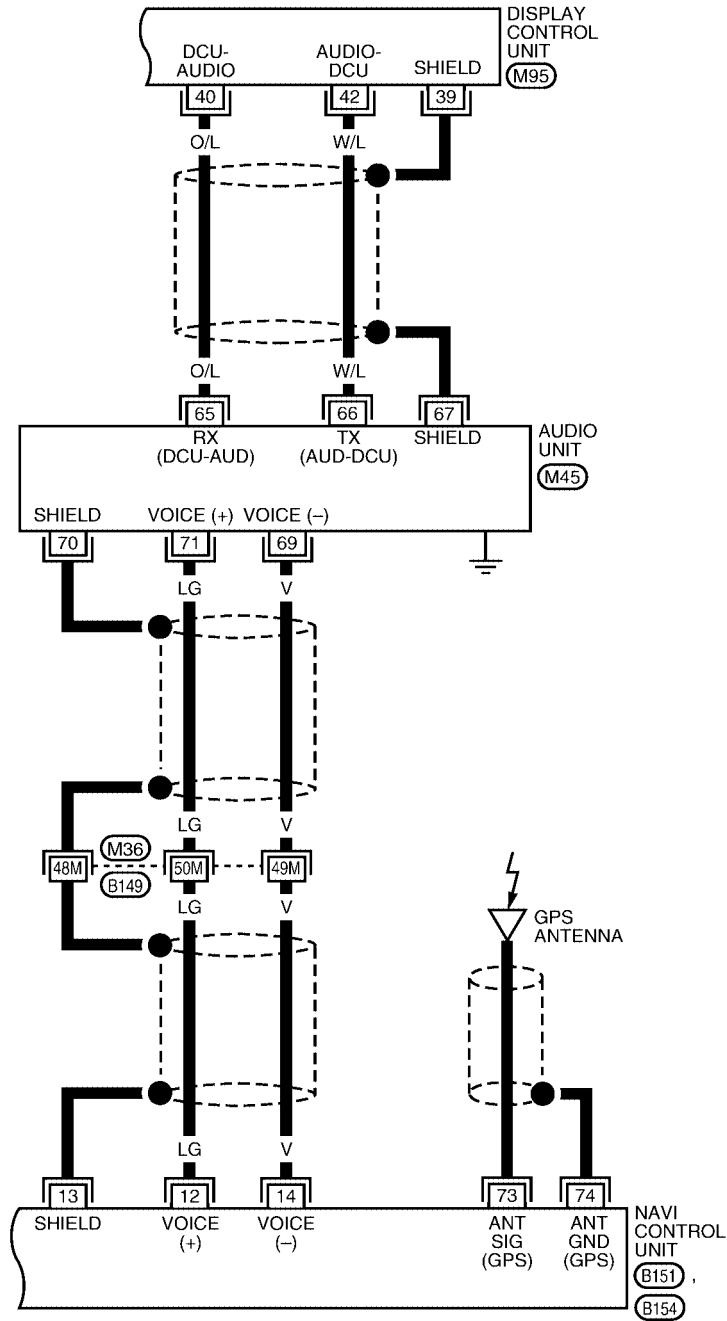 DISPLAY
CONTROL
UNIT
M95
DCU-
AUDIO
AUDIO-
DCU
SHIELD
40
42
39
O/L
W/L
O/L
W/L
65
66
67
RX
(DCU-AUD)
TX
(AUD-DCU)
SHIELD
AUDIO
UNIT
M45
SHIELD
VOICE (+)
VOICE (–)
70
71
69
LG
V
LG
V
M36
48M
50M
49M
B149
LG
V
GPS
ANTENNA
LG
V
13
12
14
73
74
SHIELD
VOICE
(+)
VOICE
(–)
ANT
SIG
(GPS)
ANT
GND
(GPS)
NAVI
CONTROL
UNIT
B151 ,
B154